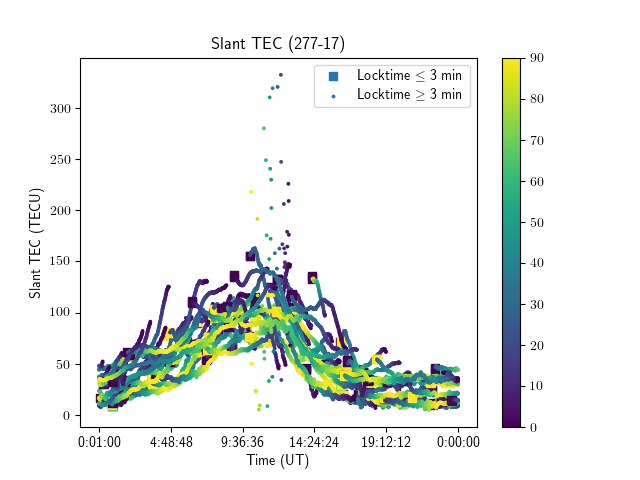 Slant TEC (277-17)
Locktime ≤ 3 min
Locktime ≥ 3 min
Slant TEC (TECU)
300
250
200
150
100
50
0
0:01:00 4:48:48 9:36:36 14:24:24 19:12:12 0:00:00
Time (UT)
90
80
70
60
50
40
30
20
10
0